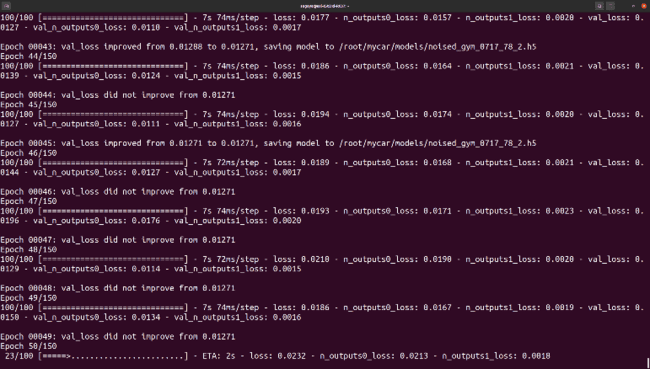 100/100 [==============================] - 7s 74ms/step - loss: 0.0177 - n_outputs0_loss: 0.0157 - n_outputs1_loss: 0.0020 - val_loss: 0.
0127 - val_n_outputs0_loss: 0.0110 - val_n_outputs1_loss: 0.0017
Epoch 00043: val_loss improved from 0.01288 to 0.01271, saving model to /root/mycar/models/noised_gym_0717_78_2.h5
Epoch 44/150
100/100 [==============================] - 7s 74ms/step - loss: 0.0186 - n_outputs0_loss: 0.0164 - n_outputs1_loss: 0.0021 - val_loss: 0.
0139 - val_n_outputs0_loss: 0.0124 - val_n_outputs1_loss: 0.0015
Epoch 00044: val_loss did not improve from 0.01271
Epoch 45/150
100/100 [==============================] - 7s 74ms/step - loss: 0.0194 - n_outputs0_loss: 0.0174 - n_outputs1_loss: 0.0020 - val_loss: 0.
0127 - val_n_outputs0_loss: 0.0111 - val_n_outputs1_loss: 0.0016
Epoch 00045: val_loss improved from 0.01271 to 0.01271, saving model to /root/mycar/models/noised_gym_0717_78_2.h5
Epoch 46/150
100/100 [==============================] - 7s 72ms/step - loss: 0.0189 - n_outputs0_loss: 0.0168 - n_outputs1_loss: 0.0021 - val_loss: 0.
0144 - val_n_outputs0_loss: 0.0127 - val_n_outputs1_loss: 0.0017
Epoch 00046: val_loss did not improve from 0.01271
Epoch 47/150
100/100 [==============================] - 7s 74ms/step - loss: 0.0193 - n_outputs0_loss: 0.0171 - n_outputs1_loss: 0.0023 - val_loss: 0.
0196 - val_n_outputs0_loss: 0.0176 - val_n_outputs1_loss: 0.0020
Epoch 00047: val_loss did not improve from 0.01271
Epoch 48/150
100/100 [==============================] - 7s 72ms/step - loss: 0.0210 - n_outputs0_loss: 0.0190 - n_outputs1_loss: 0.0020 - val_loss: 0.
0129 - val_n_outputs0_loss: 0.0114 - val_n_outputs1_loss: 0.0015
Epoch 00048: val_loss did not improve from 0.01271
Epoch 49/150
100/100 [==============================] - 7s 74ms/step - loss: 0.0186 - n_outputs0_loss: 0.0167 - n_outputs1_loss: 0.0019 - val_loss: 0.
0150 - val_n_outputs0_loss: 0.0134 - val_n_outputs1_loss: 0.0016
Epoch 00049: val_loss did not improve from 0.01271
Epoch 50/150
23/100 [=====>........................] - ETA: 2s - loss: 0.0232 - n_outputs0_loss: 0.0213 - n_outputs1_loss: 0.0018